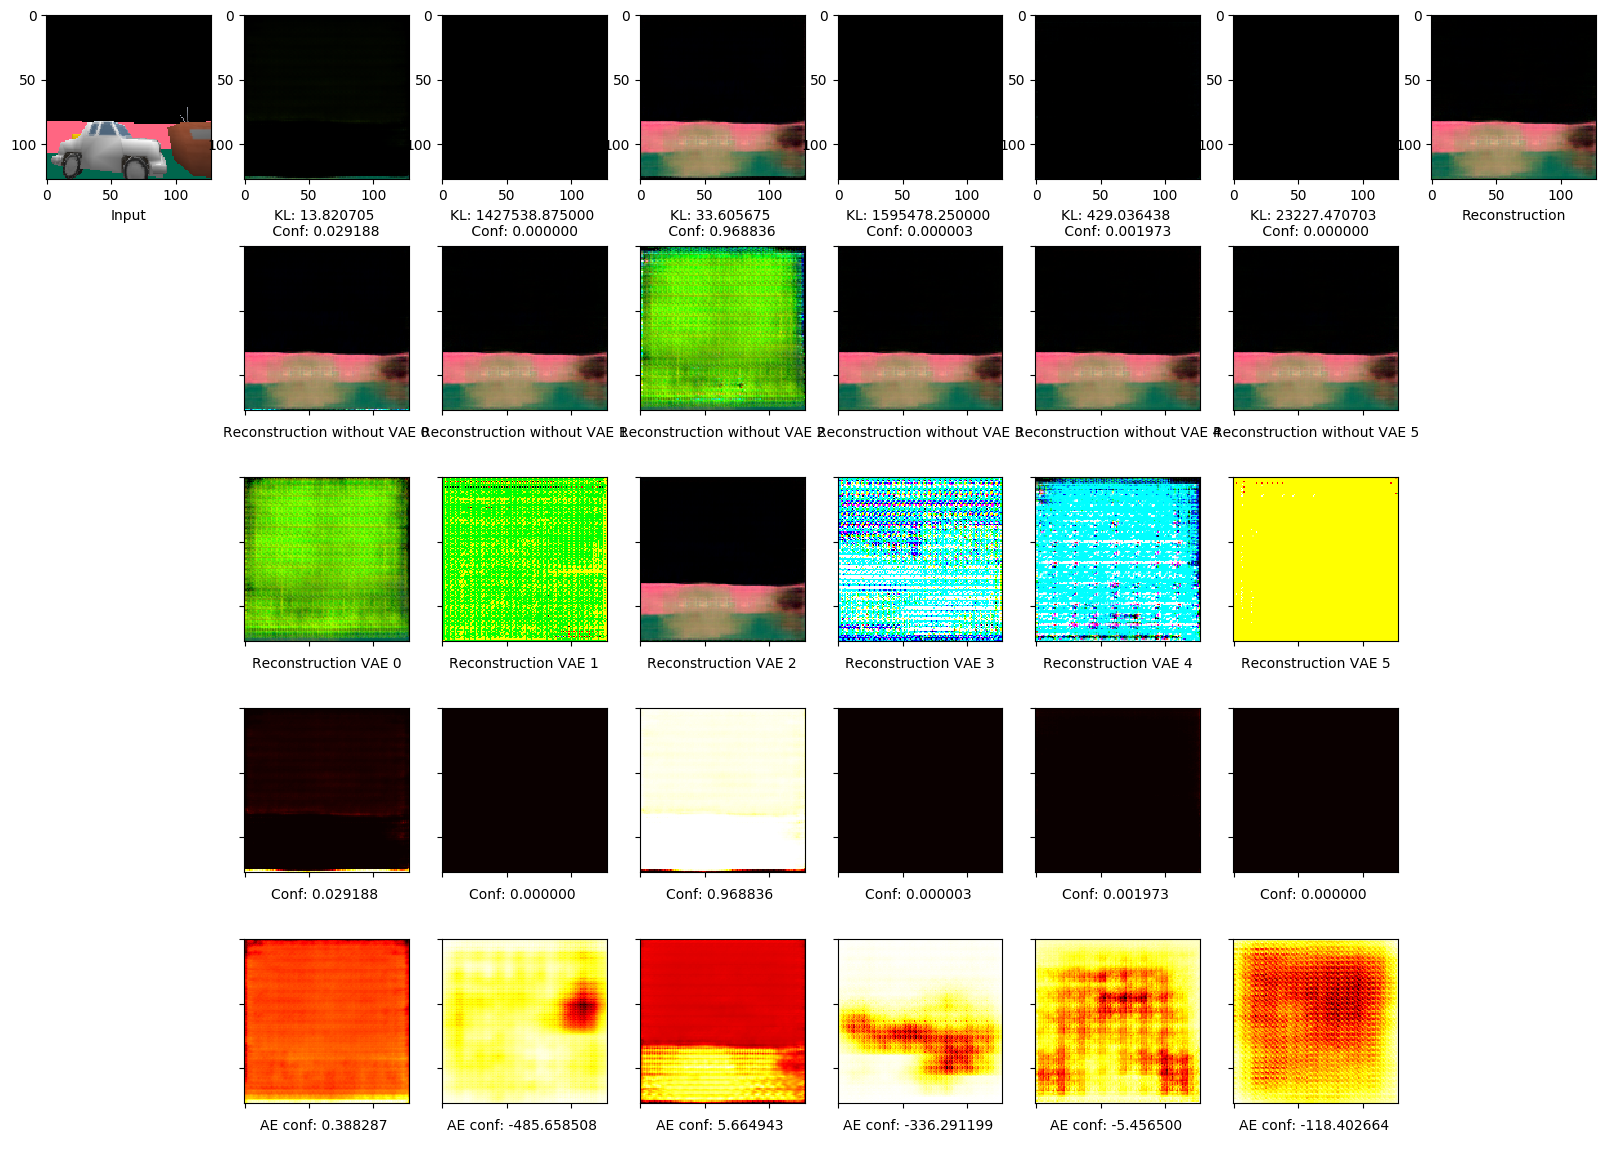 0
50
100
0 50 100
Input
0
50
100
0 50 100
KL: 13.820705
Conf: 0.029188
0
50
100
0 50 100
KL: 1427538.875000
Conf: 0.000000
0
50
100
0 50 100
KL: 33.605675
Conf: 0.968836
0
50
100
0 50 100
KL: 1595478.250000
Conf: 0.000003
0
50
100
0 50 100
KL: 429.036438
Conf: 0.001973
0
50
100
0 50 100
KL: 23227.470703
Conf: 0.000000
0
50
100
0 50 100
Reconstruction
Reconstruction without VAE 0
Reconstruction without VAE 1
Reconstruction without VAE 2
Reconstruction without VAE 3
Reconstruction without VAE 4
Reconstruction without VAE 5
Reconstruction VAE 0
Reconstruction VAE 1
Reconstruction VAE 2
Reconstruction VAE 3
Reconstruction VAE 4
Reconstruction VAE 5
Conf: 0.029188
Conf: 0.000000
Conf: 0.968836
Conf: 0.000003
Conf: 0.001973
Conf: 0.000000
AE conf: 0.388287
AE conf: -485.658508
AE conf: 5.664943
AE conf: -336.291199
AE conf: -5.456500
AE conf: -118.402664